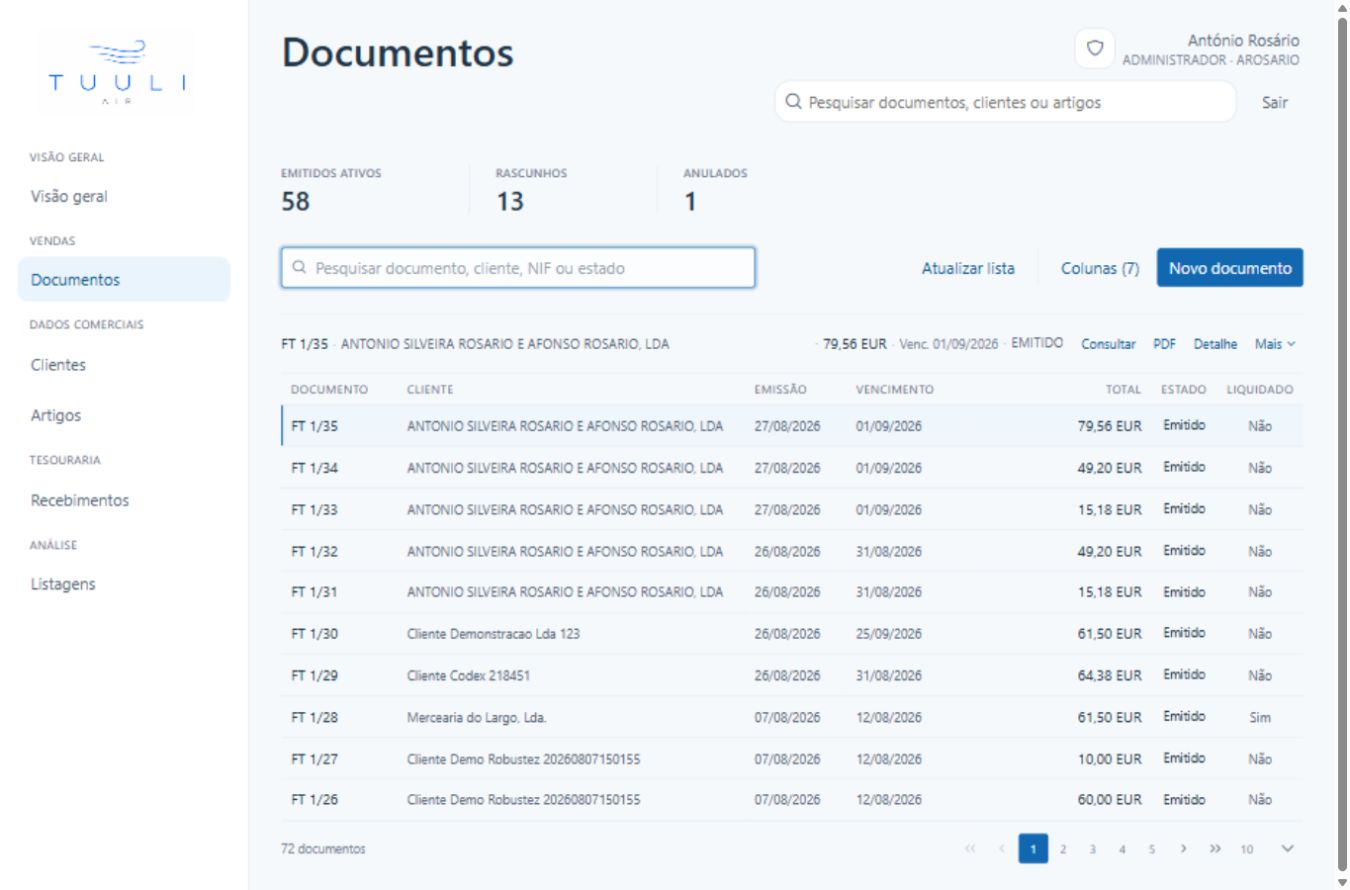 TUULI
AIR
VISÃO GERAL
Visão geral
VENDAS
Documentos
DADOS COMERCIAIS
Clientes
Artigos
TESOURARIA
Recebimentos
ANÁLISE
Listagens
Documentos
António Rosário
ADMINISTRADOR · AROSARIO
Pesquisar documentos, clientes ou artigos
Sair
EMITIDOS ATIVOS
58
RASCUNHOS
13
ANULADOS
1
Pesquisar documento, cliente, NIF ou estado
Atualizar lista
Colunas (7)
Novo documento
FT 1/35 · ANTONIO SILVEIRA ROSARIO E AFONSO ROSARIO, LDA · 79,56 EUR · Venc. 01/09/2026 · EMITIDO Consultar PDF Detalhe Mais
DOCUMENTO CLIENTE EMISSÃO VENCIMENTO TOTAL ESTADO LIQUIDADO
FT 1/35 ANTONIO SILVEIRA ROSARIO E AFONSO ROSARIO, LDA 27/08/2026 01/09/2026 79,56 EUR Emitido Não
FT 1/34 ANTONIO SILVEIRA ROSARIO E AFONSO ROSARIO, LDA 27/08/2026 01/09/2026 49,20 EUR Emitido Não
FT 1/33 ANTONIO SILVEIRA ROSARIO E AFONSO ROSARIO, LDA 27/08/2026 01/09/2026 15,18 EUR Emitido Não
FT 1/32 ANTONIO SILVEIRA ROSARIO E AFONSO ROSARIO, LDA 26/08/2026 31/08/2026 49,20 EUR Emitido Não
FT 1/31 ANTONIO SILVEIRA ROSARIO E AFONSO ROSARIO, LDA 26/08/2026 31/08/2026 15,18 EUR Emitido Não
FT 1/30 Cliente Demonstracao Lda 123 26/08/2026 25/09/2026 61,50 EUR Emitido Não
FT 1/29 Cliente Codex 218451 26/08/2026 31/08/2026 64,38 EUR Emitido Não
FT 1/28 Mercearia do Largo, Lda. 07/08/2026 12/08/2026 61,50 EUR Emitido Sim
FT 1/27 Cliente Demo Robustez 20260807150155 07/08/2026 12/08/2026 10,00 EUR Emitido Não
FT 1/26 Cliente Demo Robustez 20260807150155 07/08/2026 12/08/2026 60,00 EUR Emitido Não
72 documentos
1 2 3 4 5 10